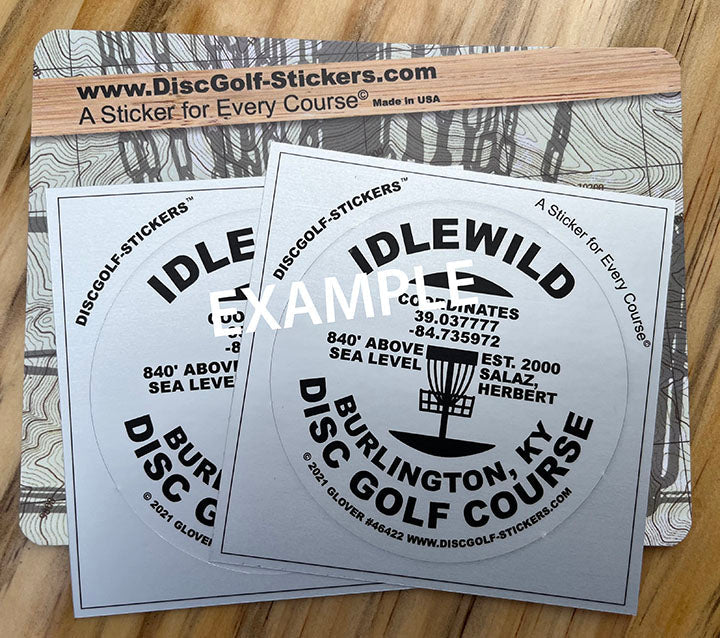 www.DiscGolf-Stickers.com
A Sticker for Every Course© Made in USA
DISCGOLF-STICKERS™
IDLE
COO
-8
840' ABOVE
SEA LEVEL
BURL
DISC G
© 2021 GLOVER
DISCGOLF-STICKERS™
A Sticker for Every Course©
IDLEWILD
EXAMPLE
COORDINATES
39.037777
-84.735972
840' ABOVE
SEA LEVEL
EST. 2000
SALAZ,
HERBERT
BURLINGTON, KY
DISC GOLF COURSE
© 2021 GLOVER #46422 WWW.DISCGOLF-STICKERS.COM